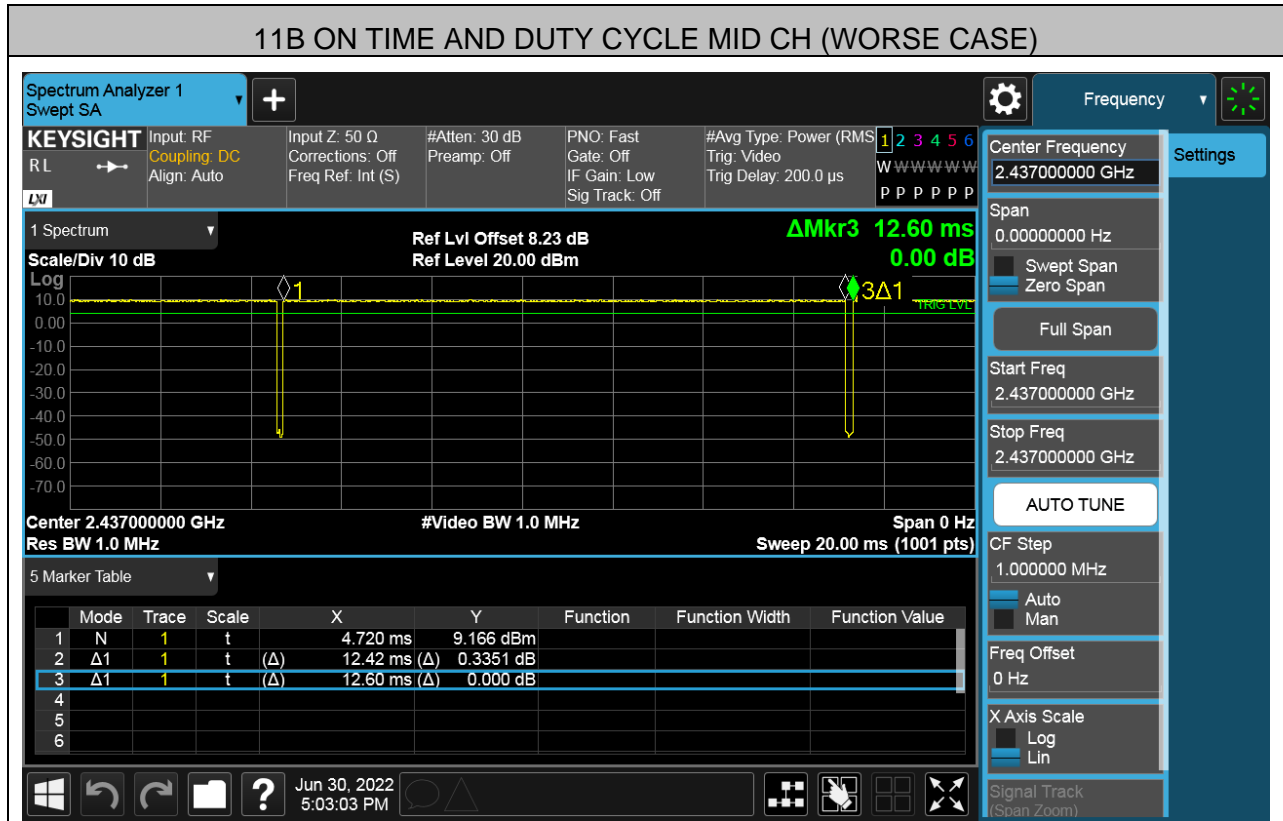 11B ON TIME AND DUTY CYCLE MID CH (WORSE CASE)
Spectrum Analyzer 1
Swept SA
Frequency
KEYSIGHT
RL
LXI
Input: RF
Coupling: DC
Align: Auto
Input Z: 50 Ω
Corrections: Off
Freq Ref: Int (S)
#Atten: 30 dB
Preamp: Off
PNO: Fast
Gate: Off
IF Gain: Low
Sig Track: Off
#Avg Type: Power (RMS
Trig: Video
Trig Delay: 200.0 µs
1 2 3 4 5 6
W W W W W W
P P P P P P
1 Spectrum
Scale/Div 10 dB
Ref Lvl Offset 8.23 dB
Ref Level 20.00 dBm
ΔMkr3 12.60 ms
0.00 dB
Log
10.0
0.00
-10.0
-20.0
-30.0
-40.0
-50.0
-60.0
-70.0
1
3Δ1
TRIG LVL
Center 2.437000000 GHz
#Video BW 1.0 MHz
Span 0 Hz
Res BW 1.0 MHz
Sweep 20.00 ms (1001 pts)
5 Marker Table
Mode Trace Scale X Y Function Function Width Function Value
1 N 1 t 4.720 ms 9.166 dBm
2 Δ1 1 t (Δ) 12.42 ms (Δ) 0.3351 dB
3 Δ1 1 t (Δ) 12.60 ms (Δ) 0.000 dB
4
5
6
?
Jun 30, 2022
5:03:03 PM
Center Frequency
2.437000000 GHz
Settings
Span
0.00000000 Hz
Swept Span
Zero Span
Full Span
Start Freq
2.437000000 GHz
Stop Freq
2.437000000 GHz
AUTO TUNE
CF Step
1.000000 MHz
Auto
Man
Freq Offset
0 Hz
X Axis Scale
Log
Lin
Signal Track
(Span Zoom)